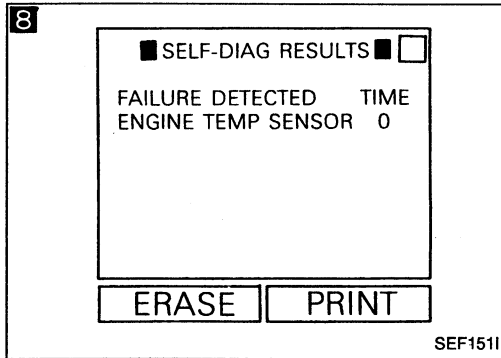 8
SELF-DIAG RESULTS
FAILURE DETECTED TIME
ENGINE TEMP SENSOR 0
ERASE PRINT
SEF151I